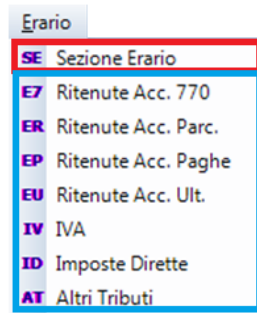 Erario
SE Sezione Erario
E7 Ritenute Acc. 770
ER Ritenute Acc. Parc.
EP Ritenute Acc. Paghe
EU Ritenute Acc. Ult.
IV IVA
ID Imposte Dirette
AT Altri Tributi